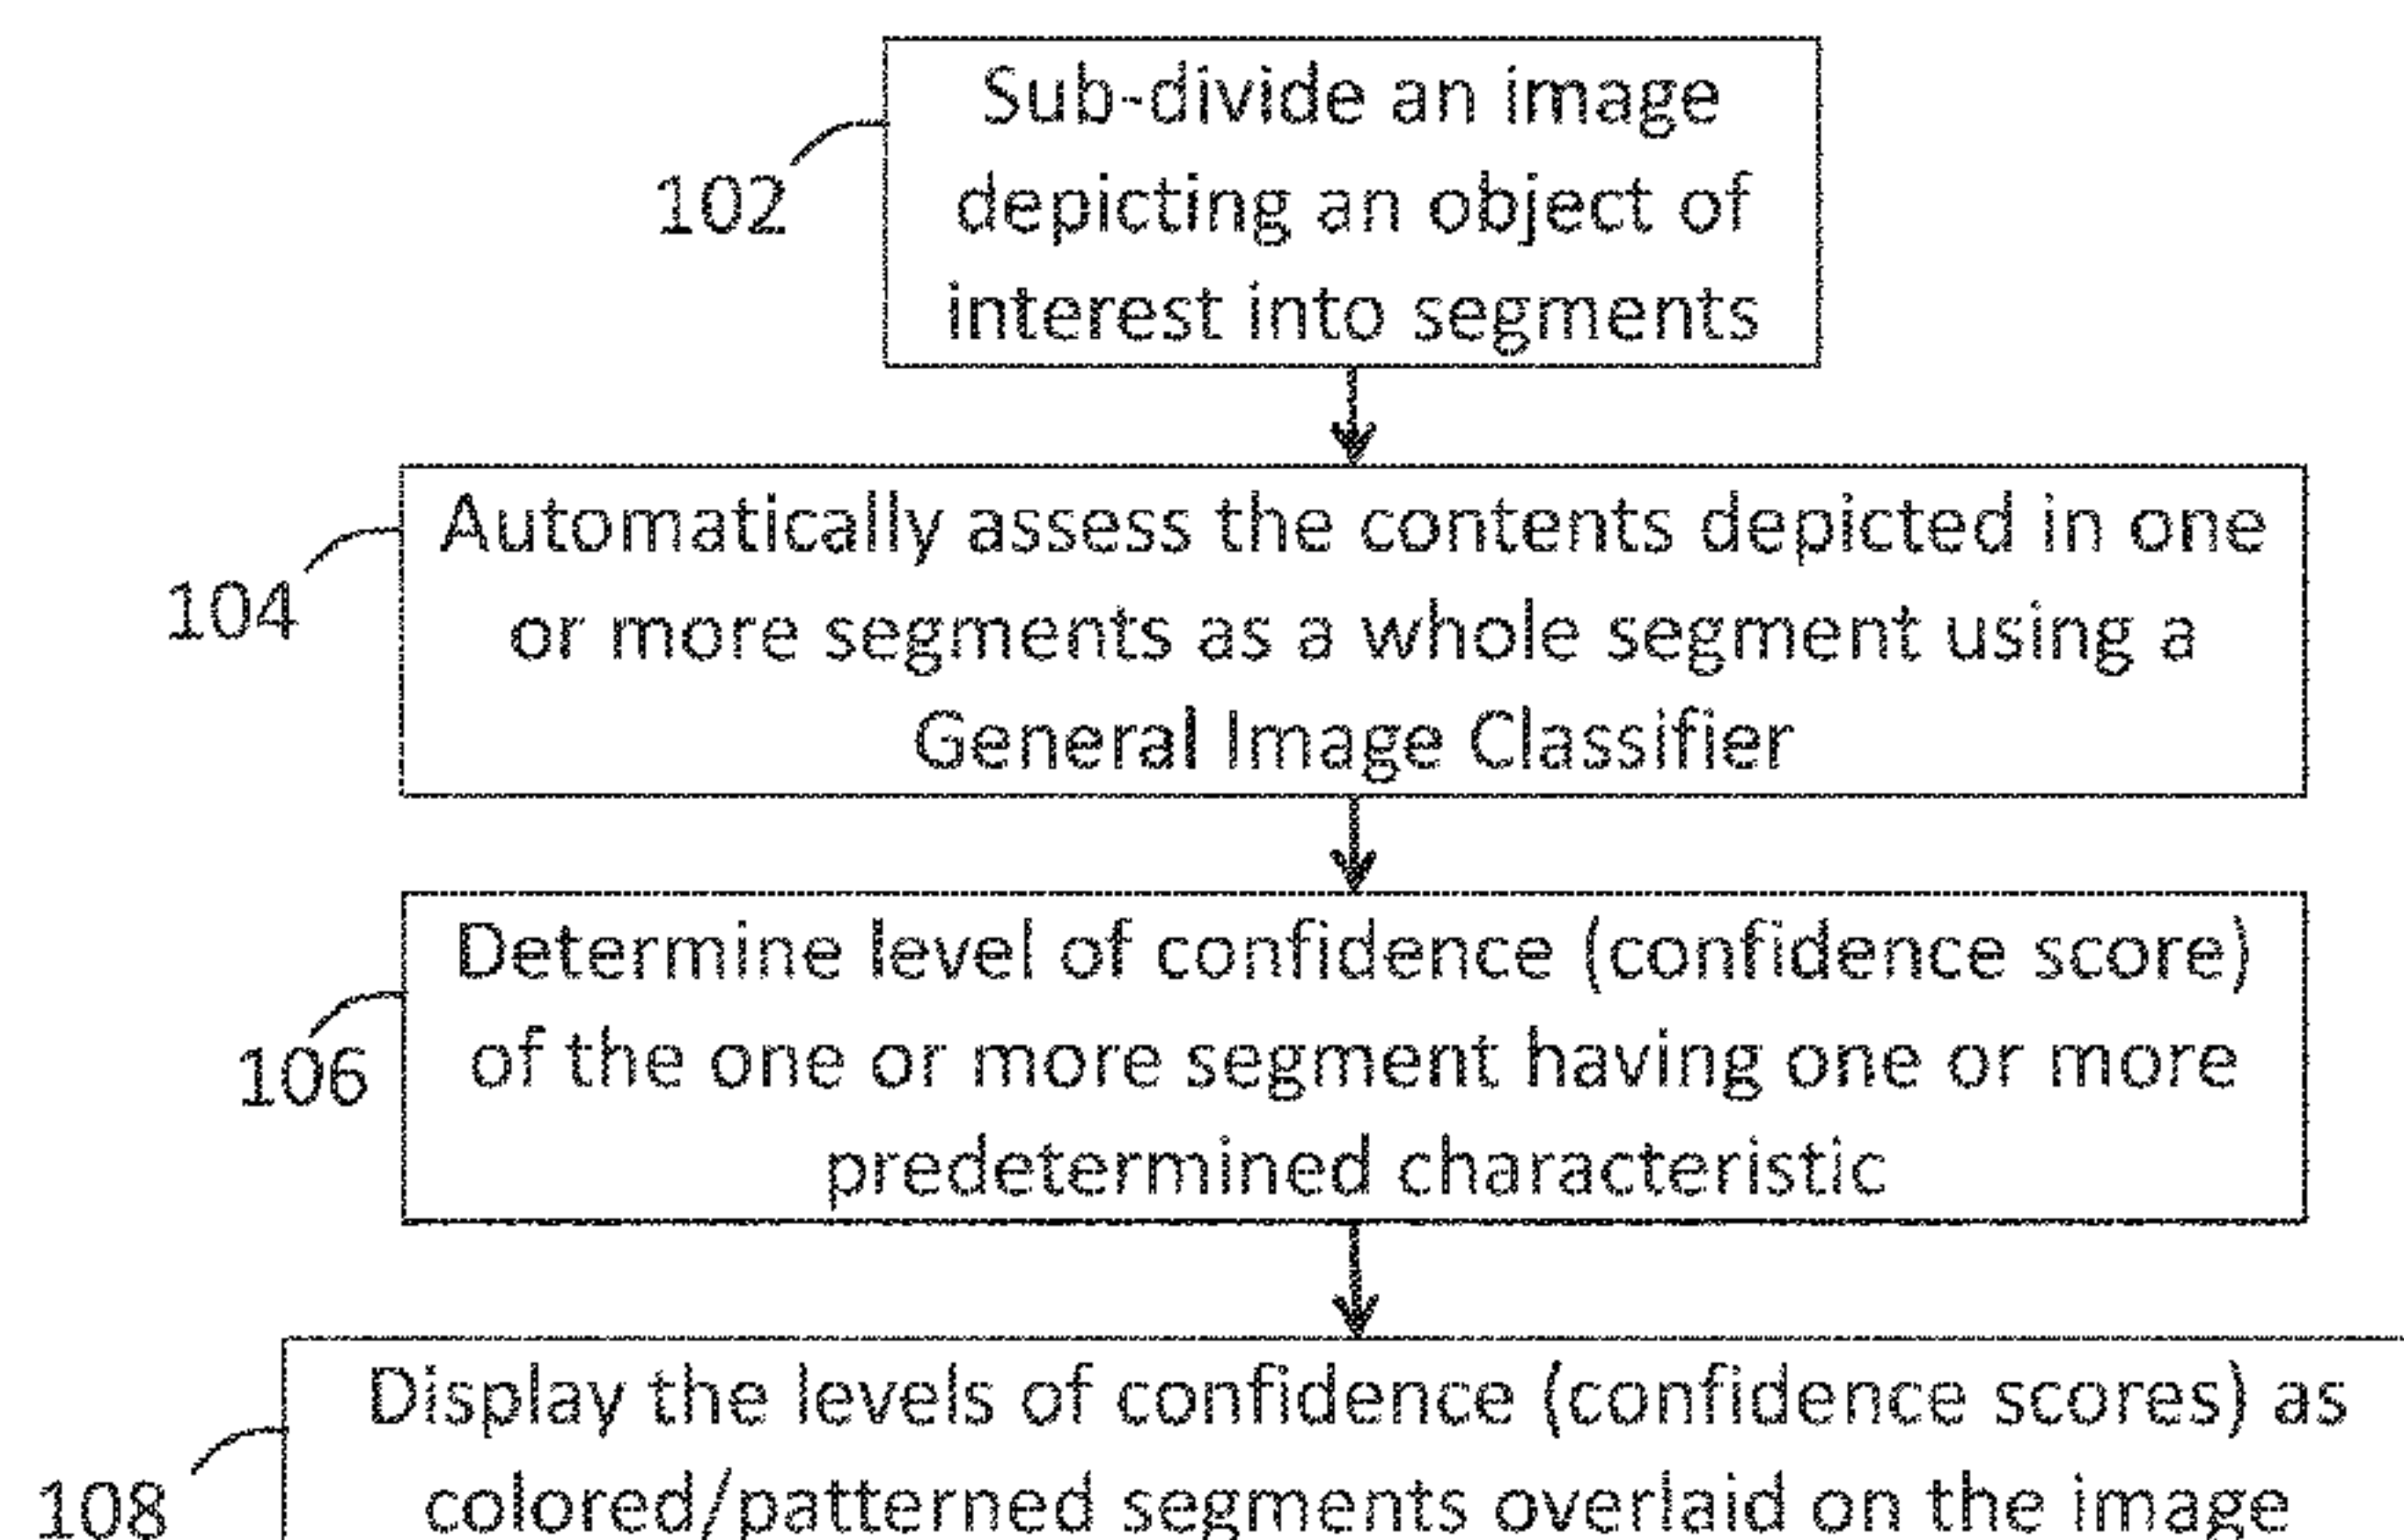 Sub-divide an image
depicting an object of
interest into segments
102
Automatically assess the contents depicted in one
or more segments as a whole segment using a
General Image Classifier
104
Determine level of confidence (confidence score)
of the one or more segment having one or more
predetermined characteristic
106
Display the levels of confidence (confidence scores) as
colored/patterned segments overlaid on the image
108